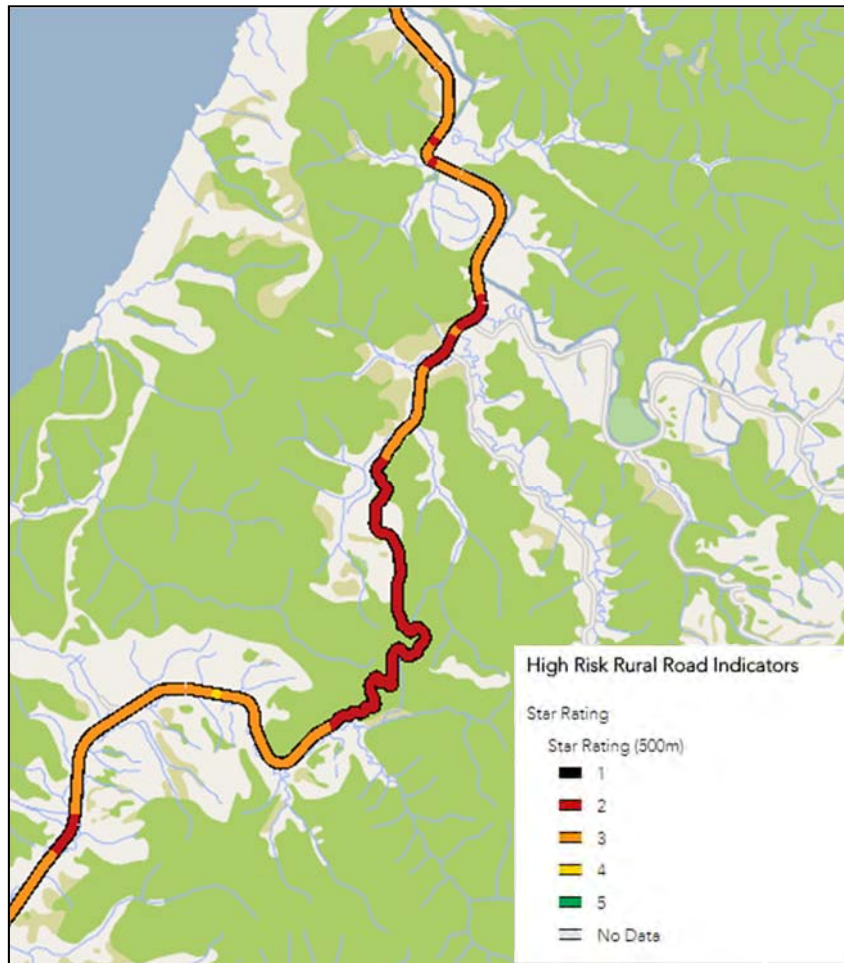 High Risk Rural Road Indicators
Star Rating
Star Rating (500m)
1
2
3
4
5
No Data